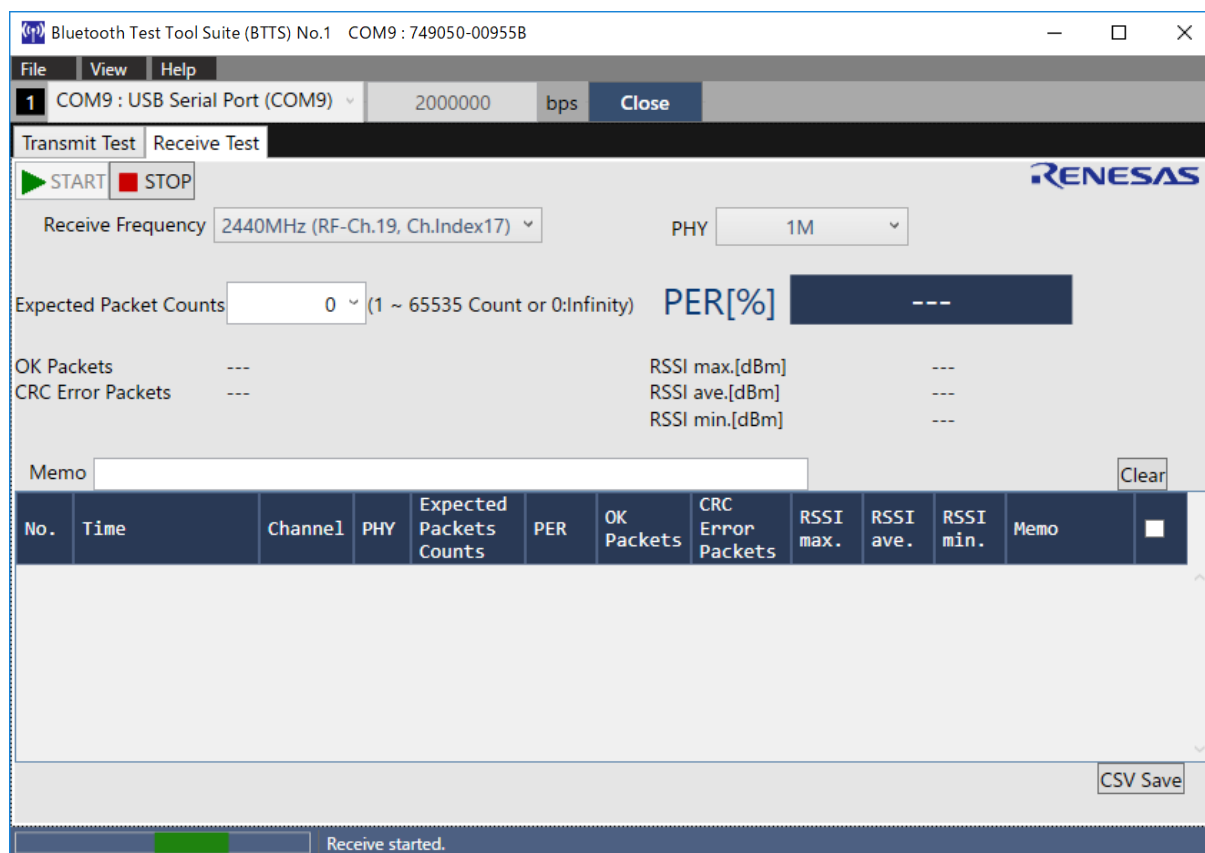 Bluetooth Test Tool Suite (BTTS) No.1 COM9 : 749050-00955B
File View Help
1 COM9 : USB Serial Port (COM9) 2000000 bps Close
Transmit Test Receive Test
START STOP RENESAS
Receive Frequency 2440MHz (RF-Ch.19, Ch.Index17) PHY 1M
Expected Packet Counts 0 (1 ~ 65535 Count or 0:Infinity) PER[%] ---
OK Packets --- RSSI max.[dBm] ---
CRC Error Packets --- RSSI ave.[dBm] ---
RSSI min.[dBm] ---
Memo Clear
No. Time Channel PHY Expected Packets Counts PER OK Packets CRC Error Packets RSSI max. RSSI ave. RSSI min. Memo
CSV Save
Receive started.